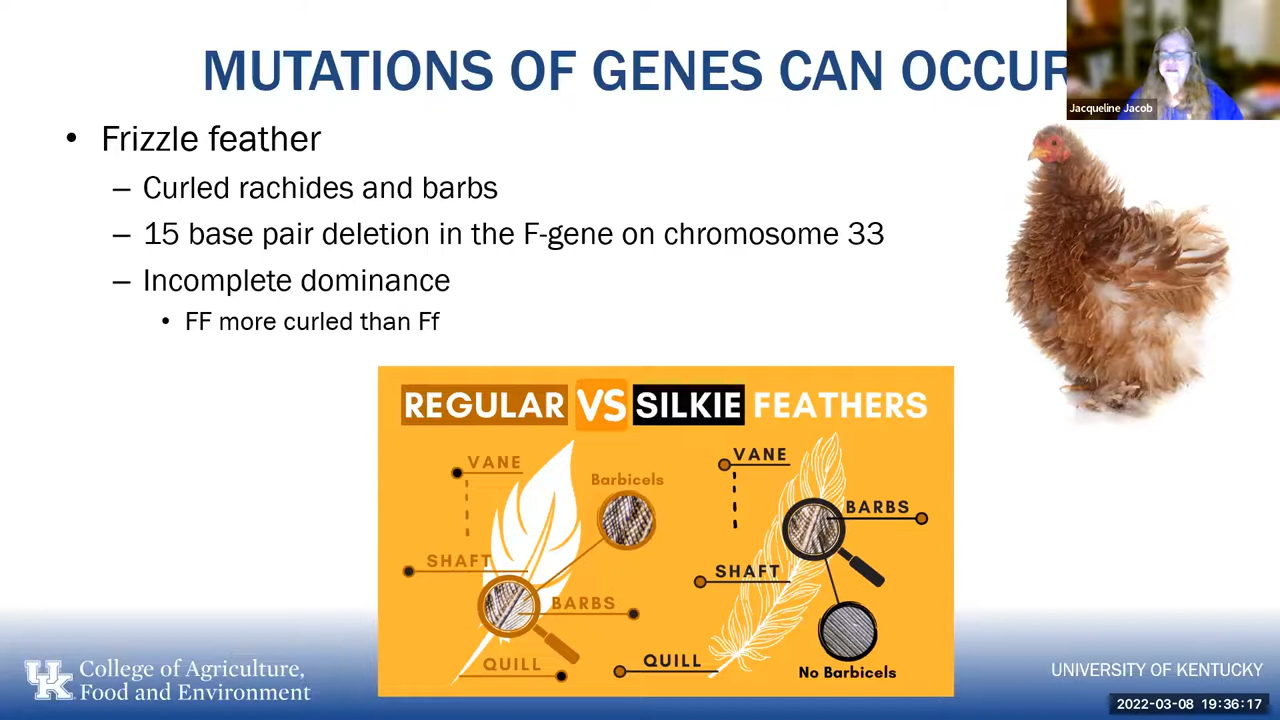 MUTATIONS OF GENES CAN OCCUR
Jacqueline Jacob
• Frizzle feather
– Curled rachides and barbs
– 15 base pair deletion in the F-gene on chromosome 33
– Incomplete dominance
• FF more curled than Ff
REGULAR VS SILKIE FEATHERS
VANE
Barbicels
SHAFT
BARBS
QUILL
VANE
BARBS
SHAFT
QUILL
No Barbicels
UK College of Agriculture,
Food and Environment
UNIVERSITY OF KENTUCKY
2022-03-08 19:36:17